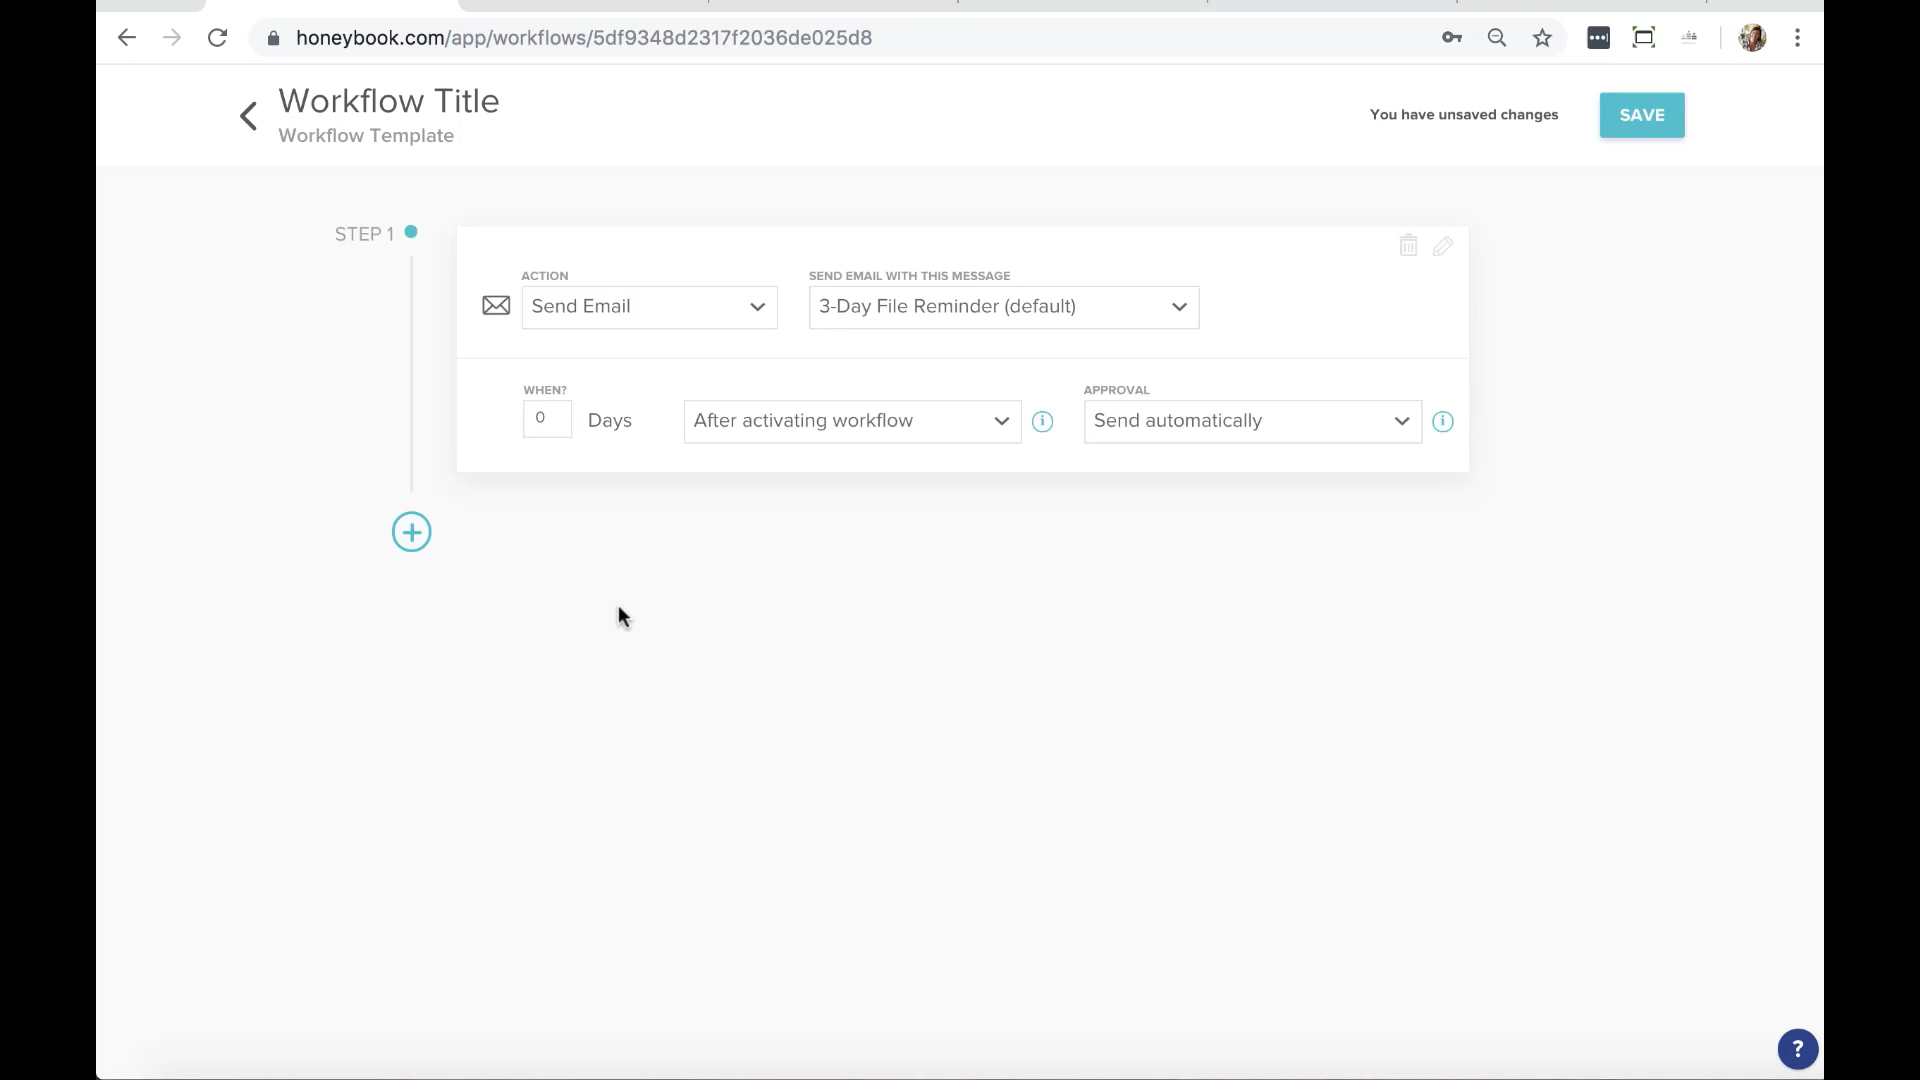 honeybook.com/app/workflows/5df9348d2317f2036de025d8
Workflow Title
Workflow Template
You have unsaved changes
SAVE
STEP 1
ACTION
SEND EMAIL WITH THIS MESSAGE
Send Email
3-Day File Reminder (default)
WHEN?
APPROVAL
0
Days
After activating workflow
i
Send automatically
i
?